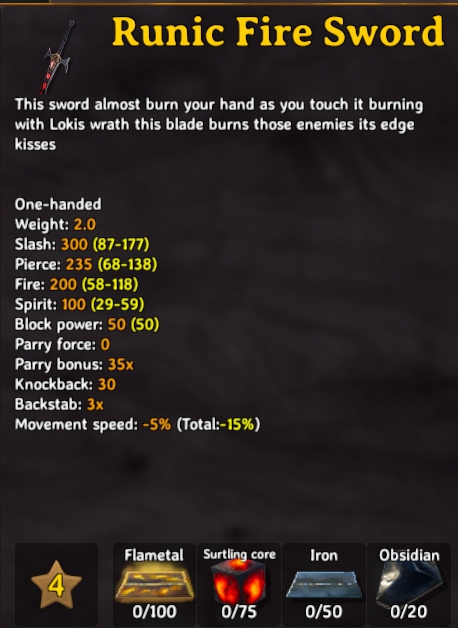 Runic Fire Sword
This sword almost burn your hand as you touch it burning
with Lokis wrath this blade burns those enemies its edge
kisses
One-handed
Weight: 2.0
Slash: 300 (87-177)
Pierce: 235 (68-138)
Fire: 200 (58-118)
Spirit: 100 (29-59)
Block power: 50 (50)
Parry force: 0
Parry bonus: 35x
Knockback: 30
Backstab: 3x
Movement speed: -5% (Total:-15%)
4
Flametal Surtling core Iron Obsidian
0/100 0/75 0/50 0/20